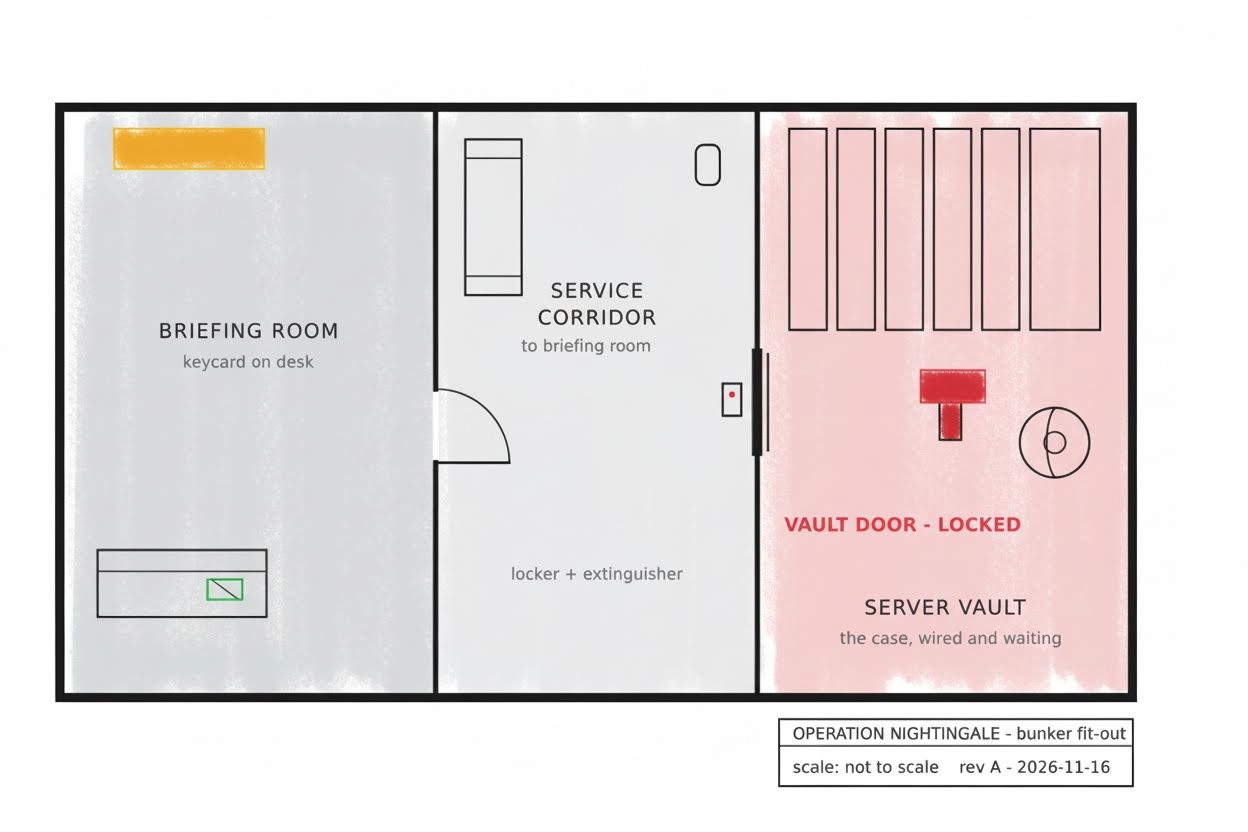 BRIEFING ROOM
keycard on desk
SERVICE
CORRIDOR
to briefing room
locker + extinguisher
VAULT DOOR - LOCKED
SERVER VAULT
the case, wired and waiting
OPERATION NIGHTINGALE - bunker fit-out
scale: not to scale rev A - 2026-11-16